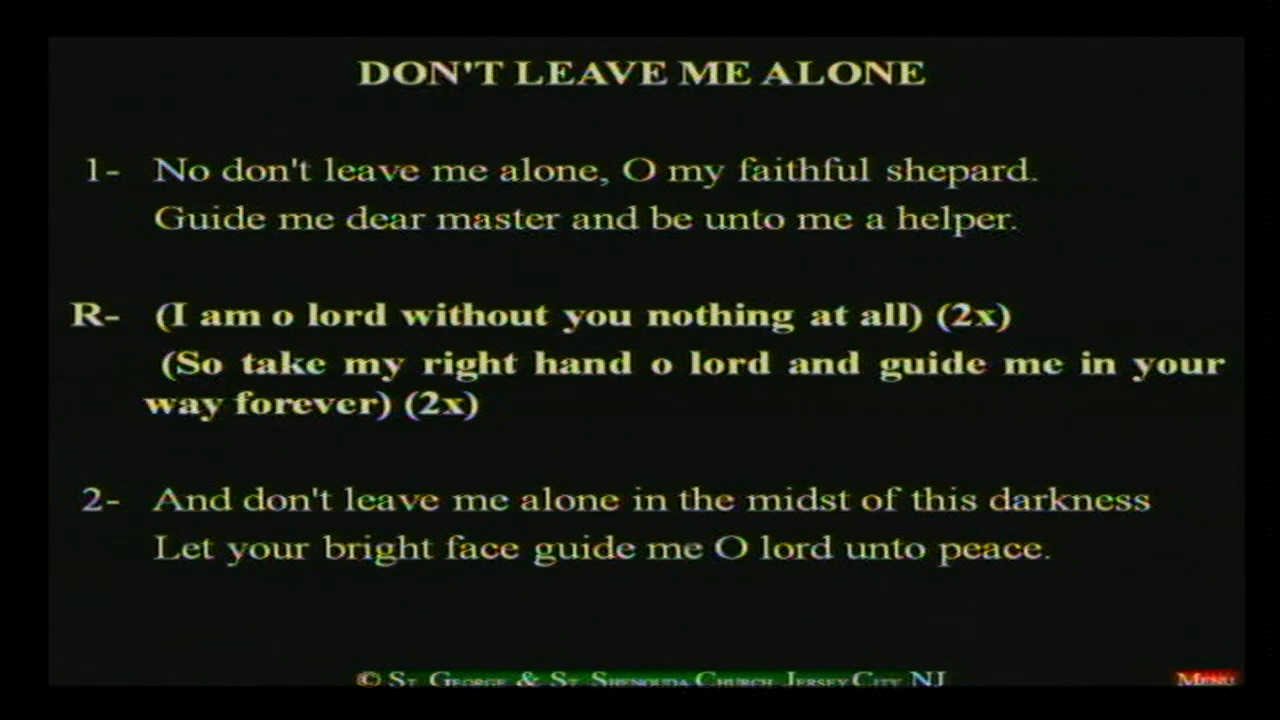 DON'T LEAVE ME ALONE
1- No don't leave me alone, O my faithful shepard.
Guide me dear master and be unto me a helper.
R- (I am o lord without you nothing at all) (2x)
(So take my right hand o lord and guide me in your
way forever) (2x)
2- And don't leave me alone in the midst of this darkness
Let your bright face guide me O lord unto peace.
© ST. GEORGE & ST. SHENOUDA CHURCH JERSEY CITY NJ
MENU